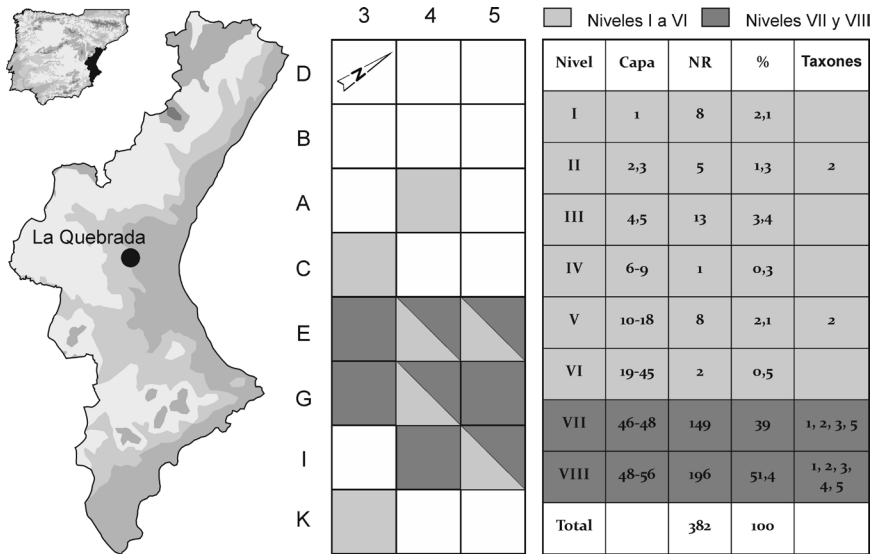 La Quebrada
3 4 5
D
N
B
A
C
E
G
I
K
Niveles I a VI
Niveles VII y VIII
Nivel Capa NR % Taxones
I 1 8 2,1
II 2,3 5 1,3 2
III 4,5 13 3,4
IV 6-9 1 0,3
V 10-18 8 2,1 2
VI 19-45 2 0,5
VII 46-48 149 39 1, 2, 3, 5
VIII 48-56 196 51,4 1, 2, 3,
4, 5
Total 382 100